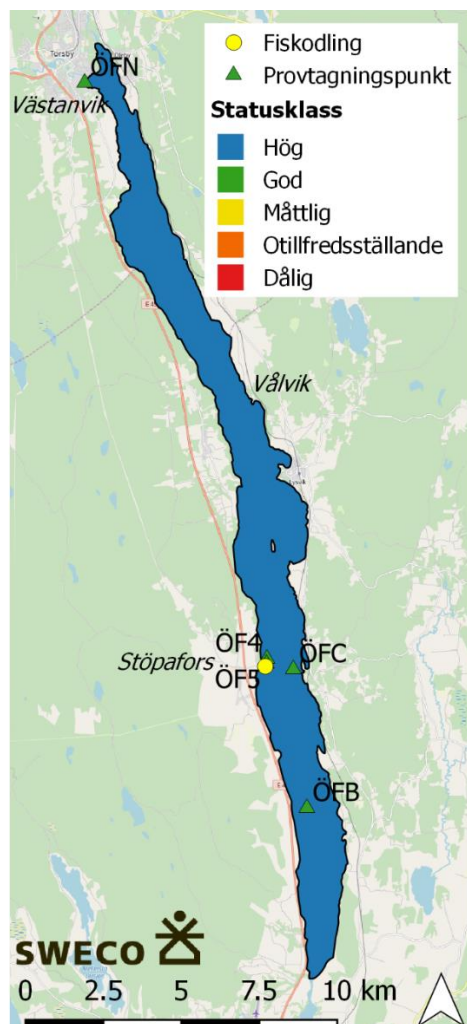 Torsby
ÖFN
Västanvik
Fiskodling
Provtagningspunkt
Statusklass
Hög
God
Måttlig
Otillfredsställande
Dålig
Vålvik
ÖF4
Stöpafors
ÖFC
ÖF5
ÖFB
SWECO
0 2.5 5 7.5 10 km